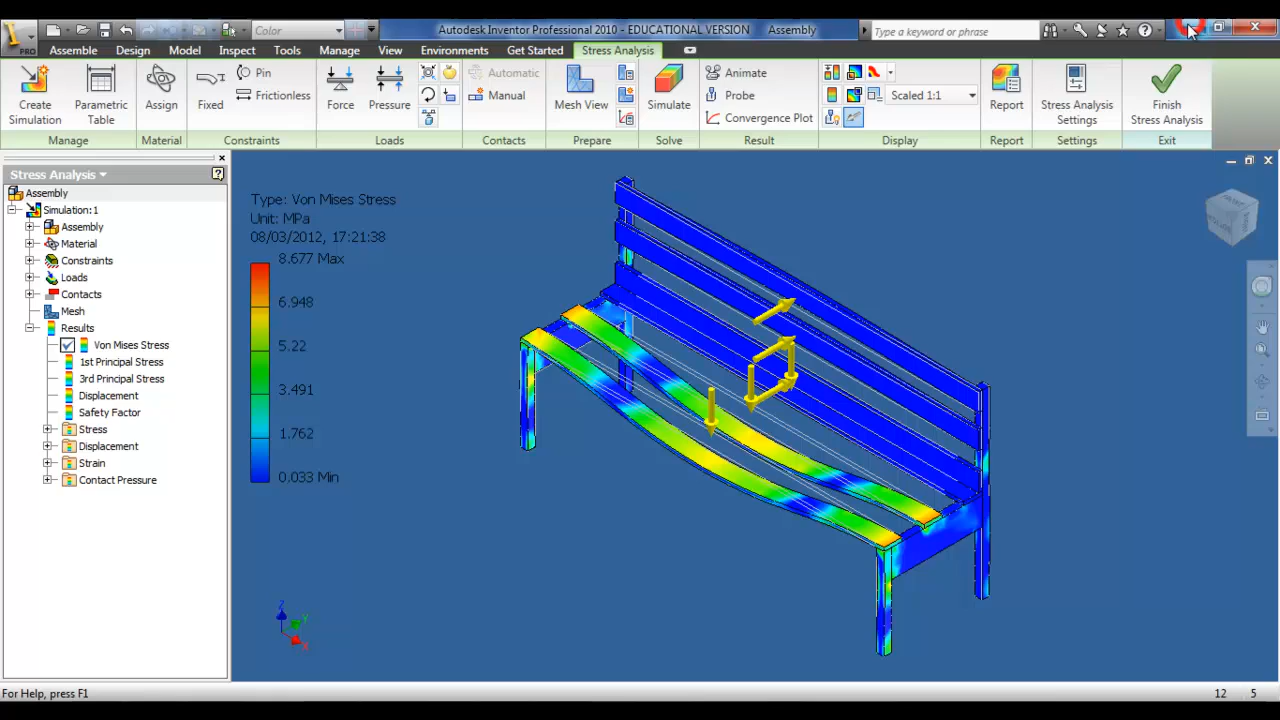 Color
Autodesk Inventor Professional 2010 - EDUCATIONAL VERSION Assembly
Type a keyword or phrase
PRO
Assemble Design Model Inspect Tools Manage View Environments Get Started Stress Analysis
Create Simulation
Parametric Table
Assign
Fixed
Pin
Frictionless
Force
Pressure
Automatic
Manual
Mesh View
Simulate
Animate
Probe
Convergence Plot
Scaled 1:1
Report
Stress Analysis Settings
Finish Stress Analysis
Manage Material Constraints Loads Contacts Prepare Solve Result Display Report Settings Exit
Stress Analysis
Assembly
Simulation:1
Assembly
Material
Constraints
Loads
Contacts
Mesh
Results
Von Mises Stress
1st Principal Stress
3rd Principal Stress
Displacement
Safety Factor
Stress
Displacement
Strain
Contact Pressure
Type: Von Mises Stress
Unit: MPa
08/03/2012, 17:21:38
8.677 Max
6.948
5.22
3.491
1.762
0.033 Min
Z
Y
X
For Help, press F1
12 5